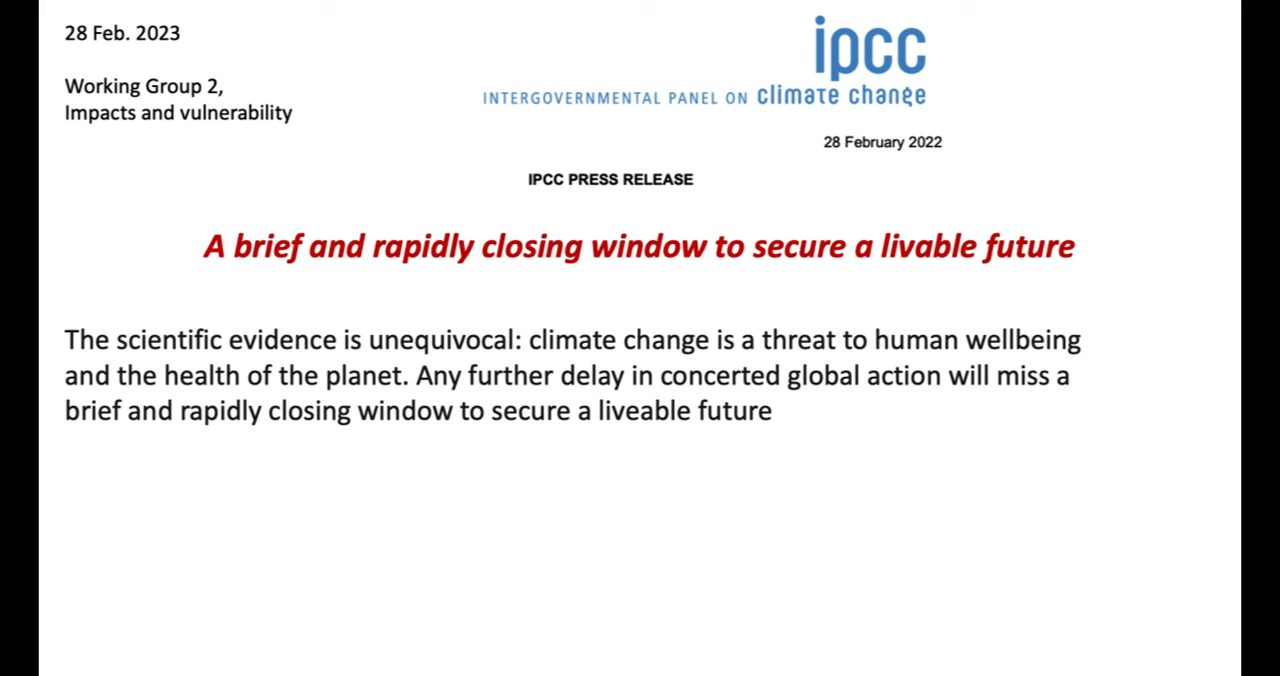 28 Feb. 2023
Working Group 2,
Impacts and vulnerability
ipcc
INTERGOVERNMENTAL PANEL ON climate change
28 February 2022
IPCC PRESS RELEASE
A brief and rapidly closing window to secure a livable future
The scientific evidence is unequivocal: climate change is a threat to human wellbeing
and the health of the planet. Any further delay in concerted global action will miss a
brief and rapidly closing window to secure a liveable future